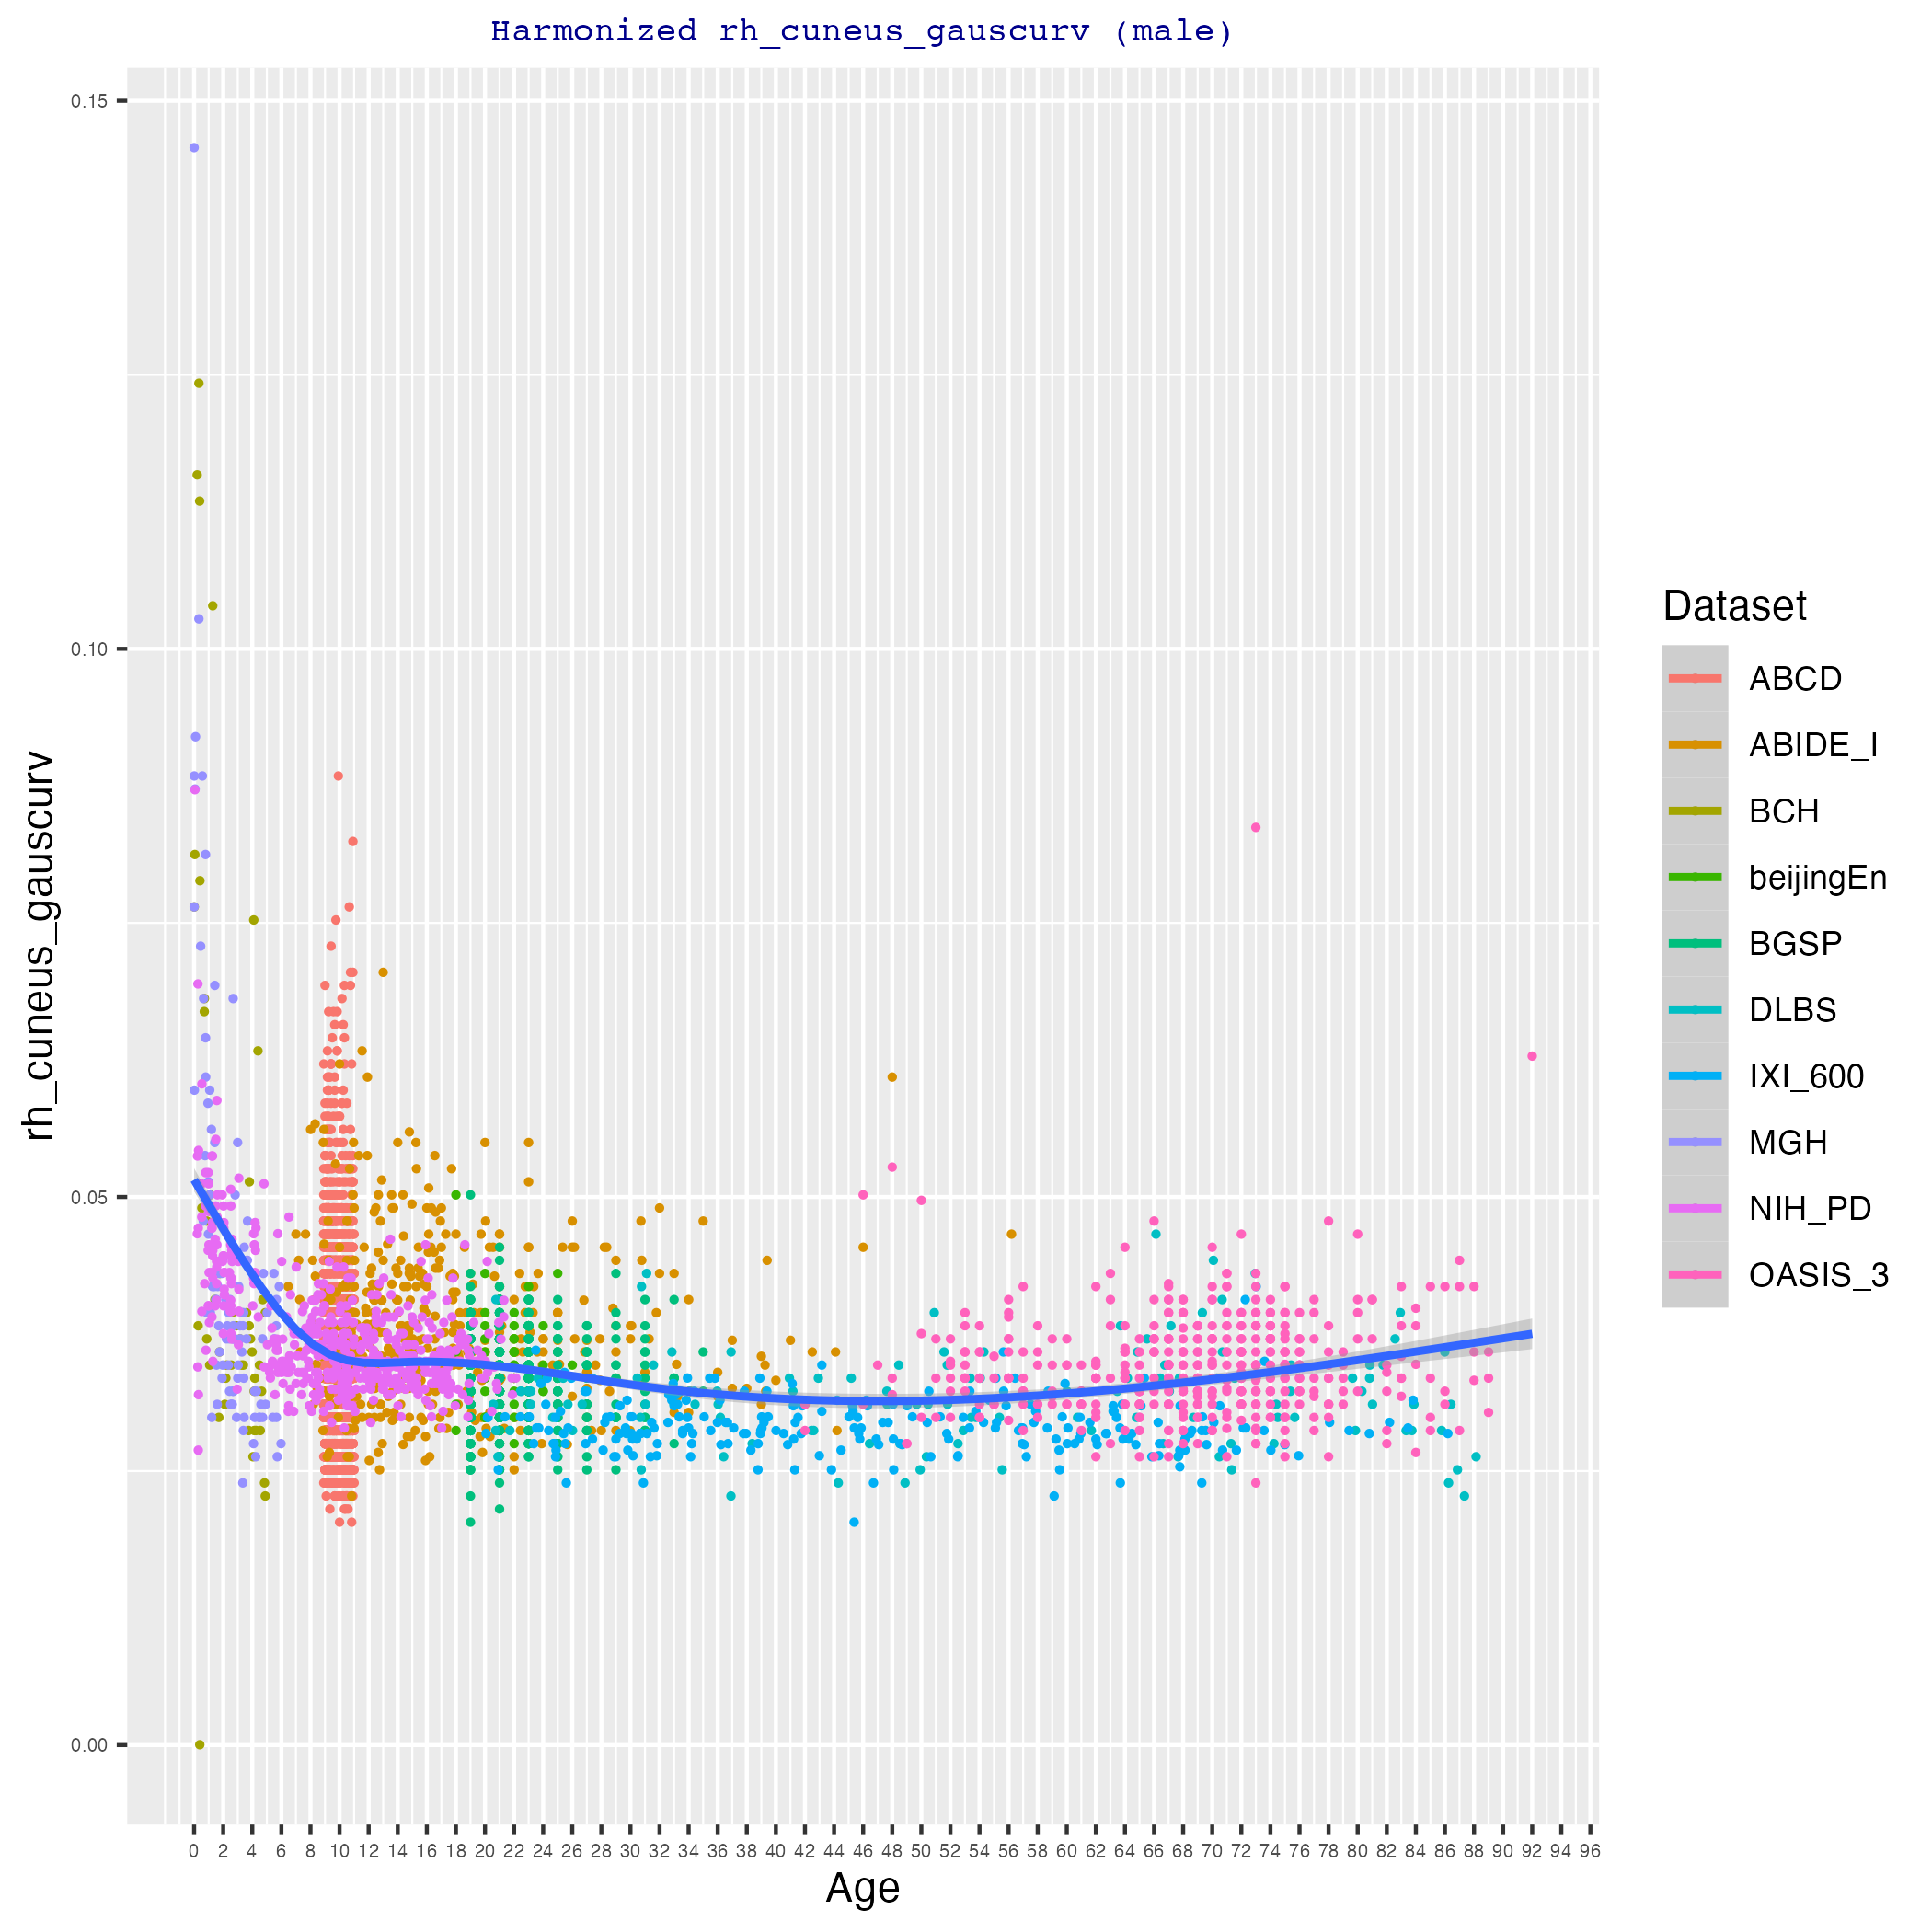 Harmonized rh_cuneus_gauscurv (male)
rh_cuneus_gauscurv
0.15
0.10
0.05
0.00
0 2 4 6 8 10 12 14 16 18 20 22 24 26 28 30 32 34 36 38 40 42 44 46 48 50 52 54 56 58 60 62 64 66 68 70 72 74 76 78 80 82 84 86 88 90 92 94 96
Age
Dataset
ABCD
ABIDE_I
BCH
beijingEn
BGSP
DLBS
IXI_600
MGH
NIH_PD
OASIS_3